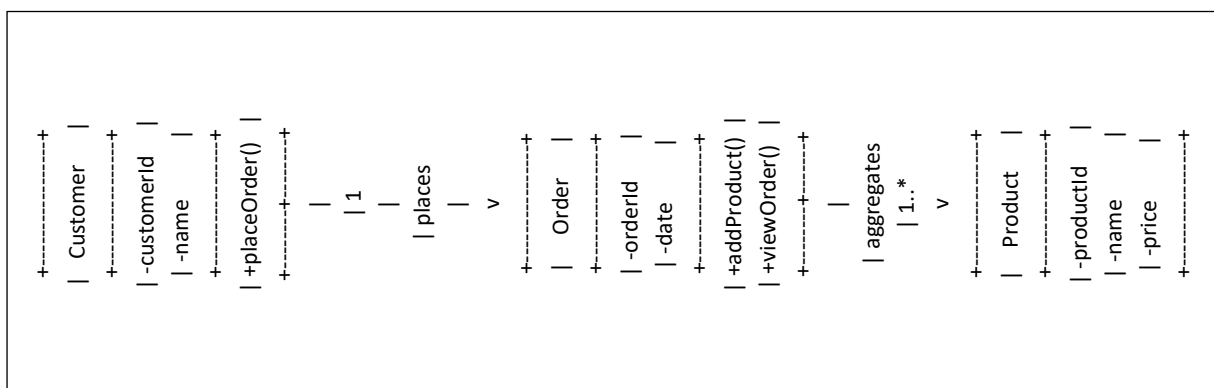 +-----------------+
| Customer |
+-----------------+
| -customerId |
| -name |
+-----------------+
| +placeOrder() |
+--------+--------+
|
| 1
|
| places
|
v
+-----------------+
| Order |
+-----------------+
| -orderId |
| -date |
+-----------------+
| +addProduct() |
| +viewOrder() |
+--------+--------+
|
| aggregates
| 1..*
v
+-----------------+
| Product |
+-----------------+
| -productId |
| -name |
| -price |
+-----------------+